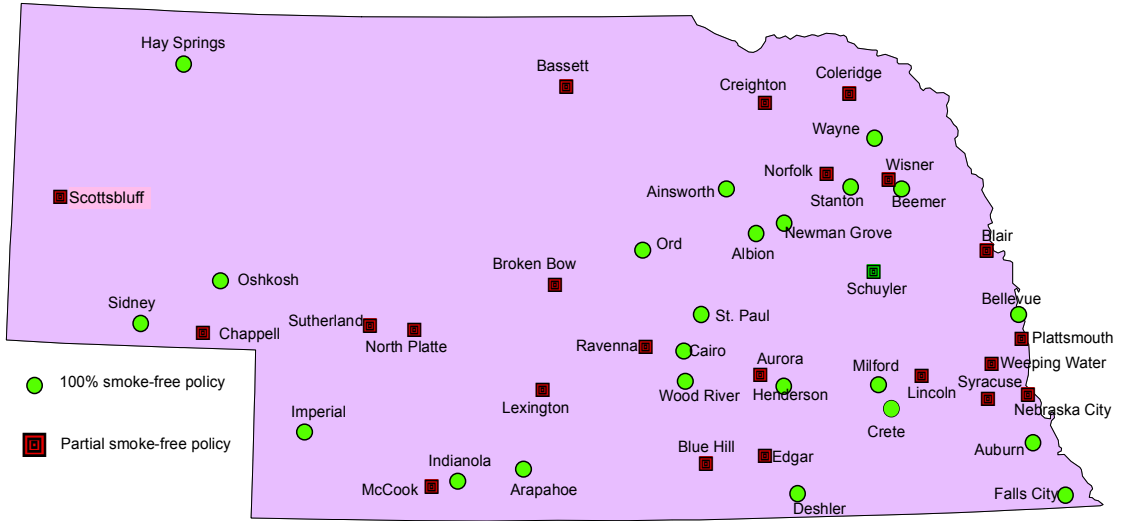 Hay Springs
Bassett
Creighton
Coleridge
Wayne
Norfolk
Wisner
Scottsbluff
Ainsworth
Stanton
Beemer
Newman Grove
Albion
Ord
Blair
Broken Bow
Oshkosh
Schuyler
Sidney
Bellevue
Sutherland
St. Paul
Chappell
North Platte
Plattsmouth
Ravenna
Cairo
Aurora
Milford
Weeping Water
100% smoke-free policy
Wood River
Henderson
Lincoln
Syracuse
Lexington
Nebraska City
Imperial
Crete
Partial smoke-free policy
Blue Hill
Edgar
Auburn
Indianola
McCook
Arapahoe
Falls City
Deshler